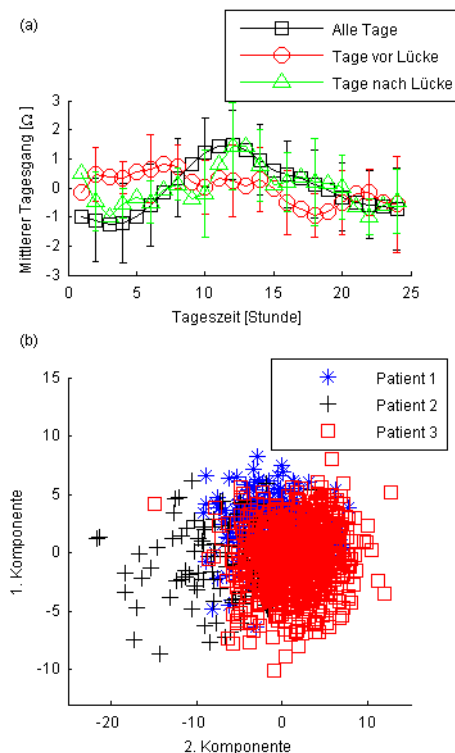 (a)
Alle Tage
Tage vor Lücke
Tage nach Lücke
Mittlerer Tagesgang [Ω]
3
2
1
0
-1
-2
-3
0
5
10
15
20
25
Tageszeit [Stunde]
(b)
Patient 1
Patient 2
Patient 3
1. Komponente
15
10
5
0
-5
-10
-20
-10
0
10
2. Komponente